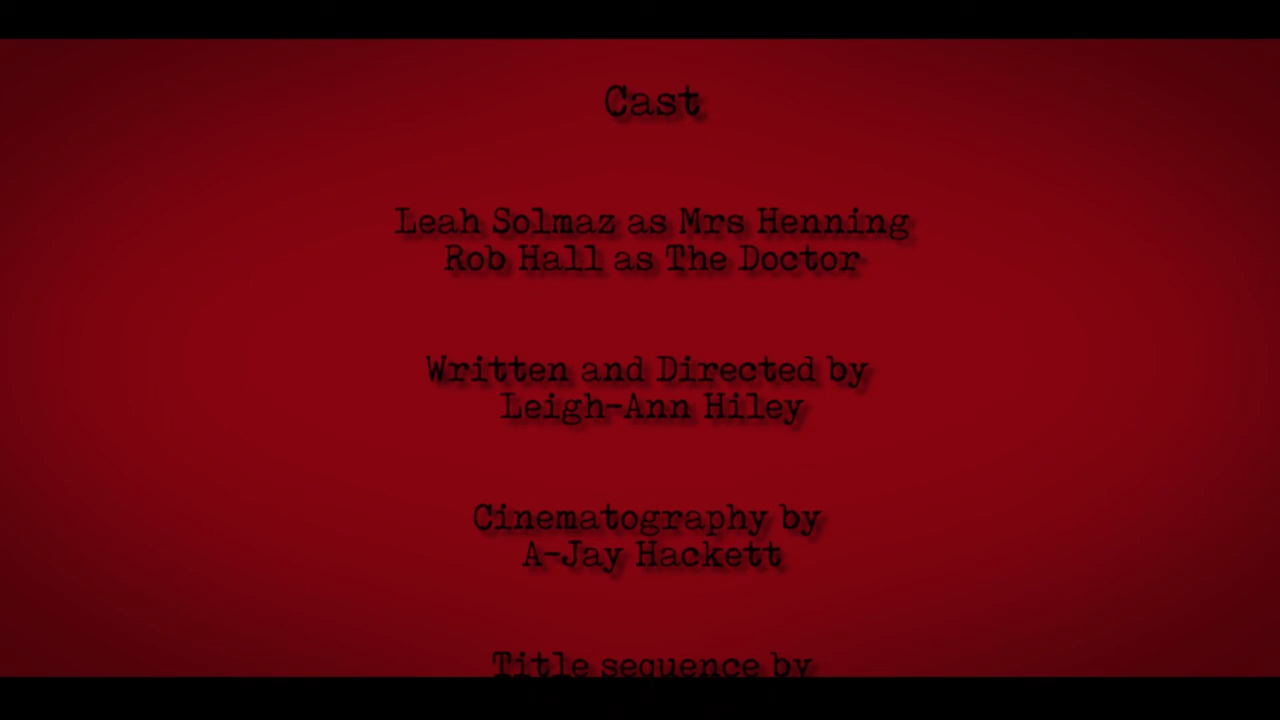 Cast
Leah Solmaz as Mrs Henning
Rob Hall as The Doctor
Written and Directed by
Leigh-Ann Hiley
Cinematography by
A-Jay Hackett
Title sequence by